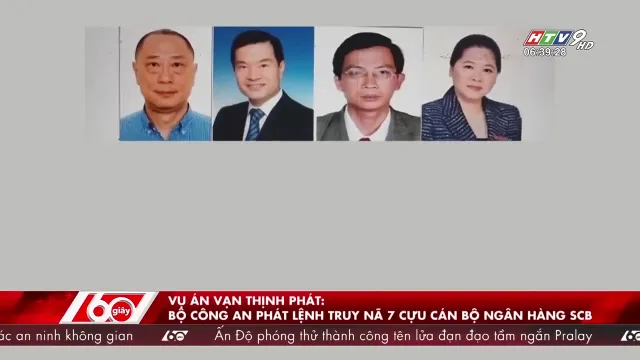 HTV9 HD
06:39:28
60 giây
VỤ ÁN VẠN THỊNH PHÁT:
BỘ CÔNG AN PHÁT LỆNH TRUY NÃ 7 CỰU CÁN BỘ NGÂN HÀNG SCB
ác an ninh không gian 60 Ấn Độ phóng thử thành công tên lửa đạn đạo tầm ngắn Pralay 60